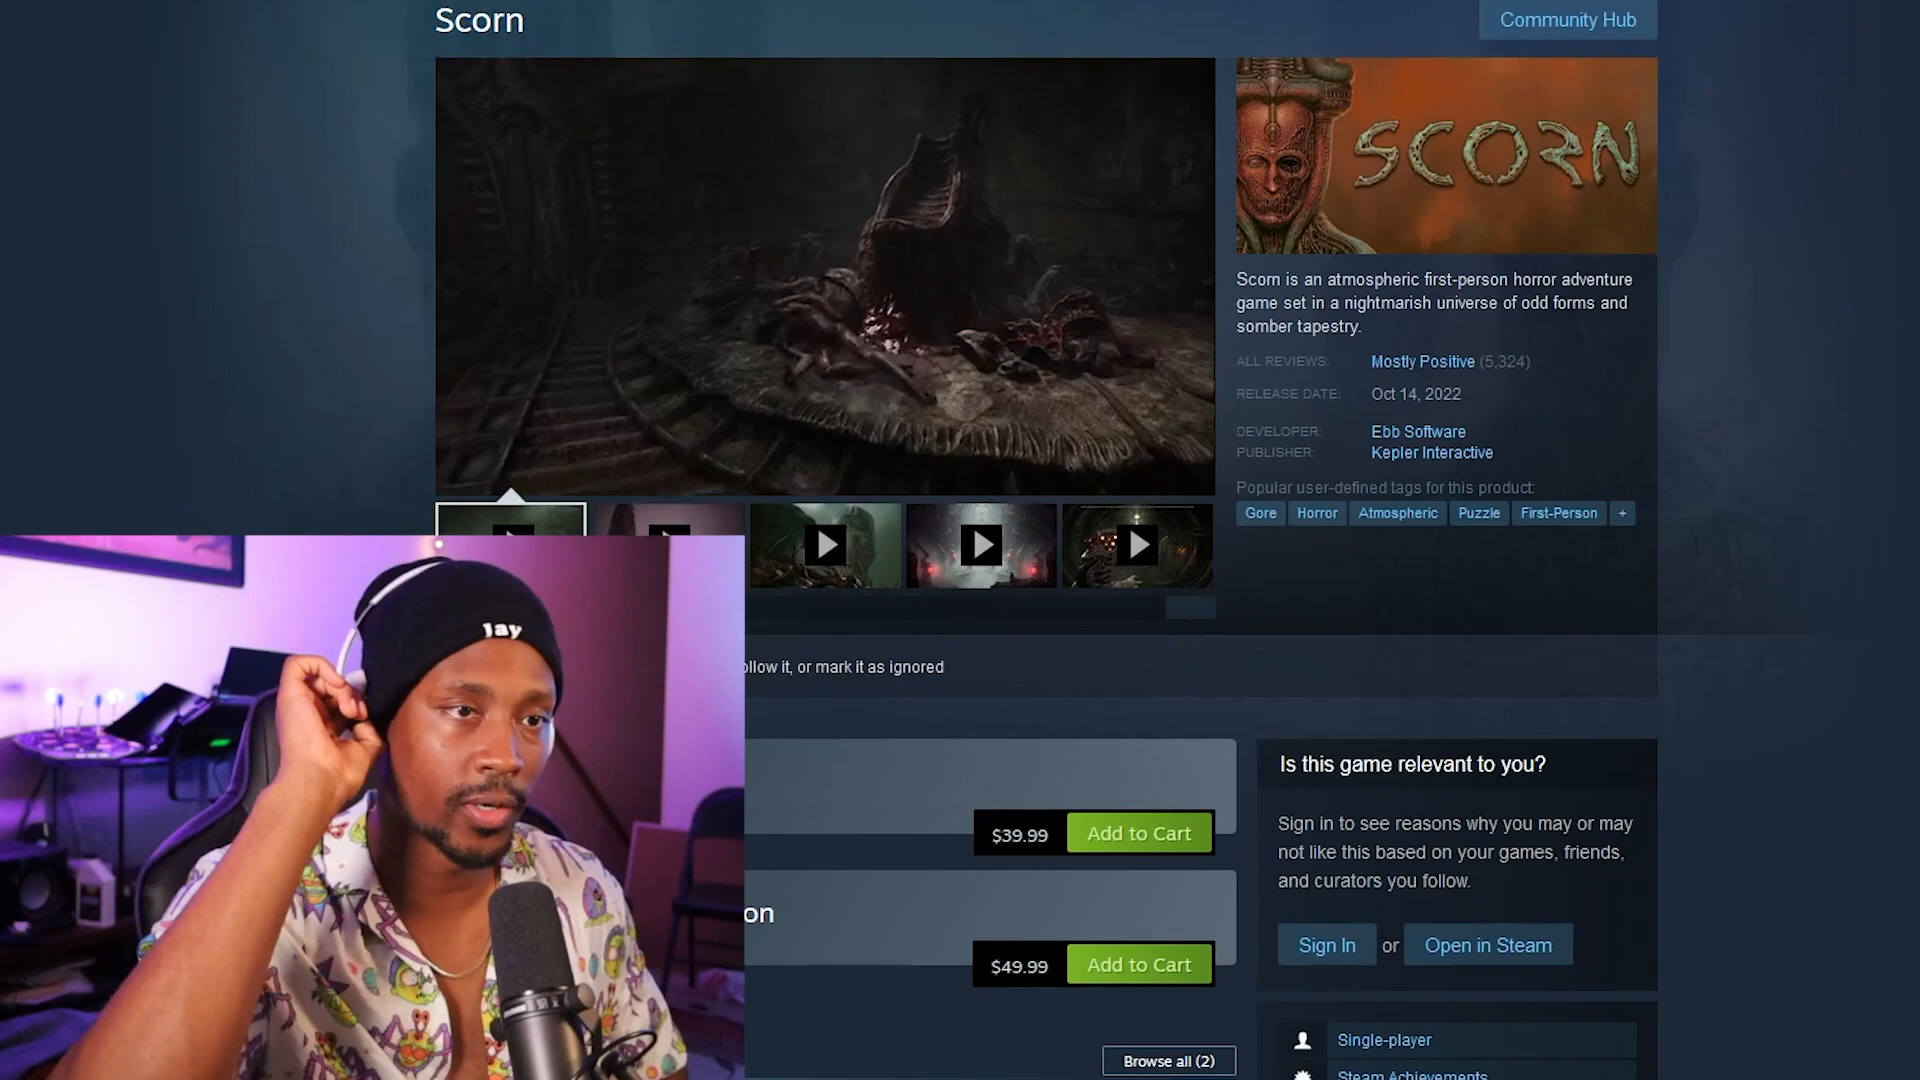 Scorn
Community Hub
SCORN
Scorn is an atmospheric first-person horror adventure
game set in a nightmarish universe of odd forms and
somber tapestry.
ALL REVIEWS: Mostly Positive (5,324)
RELEASE DATE: Oct 14, 2022
DEVELOPER: Ebb Software
PUBLISHER: Kepler Interactive
Popular user-defined tags for this product:
Gore Horror Atmospheric Puzzle First-Person +
jay
ollow it, or mark it as ignored
$39.99 Add to Cart
on
$49.99 Add to Cart
Browse all (2)
Is this game relevant to you?
Sign in to see reasons why you may or may
not like this based on your games, friends,
and curators you follow.
Sign In or Open in Steam
Single-player
Steam Achievements